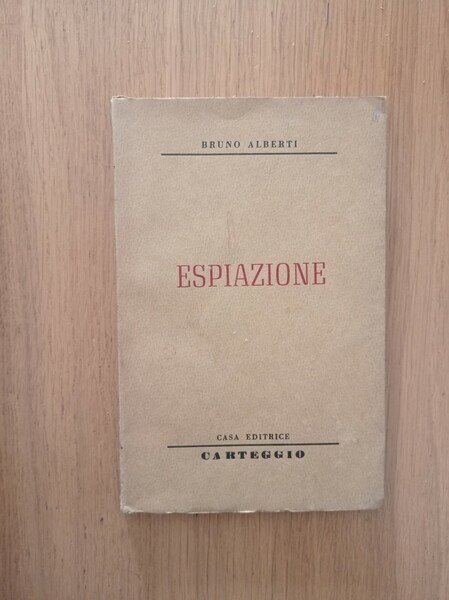 BRUNO ALBERTI
ESPIAZIONE
CASA EDITRICE
CARTEGGIO